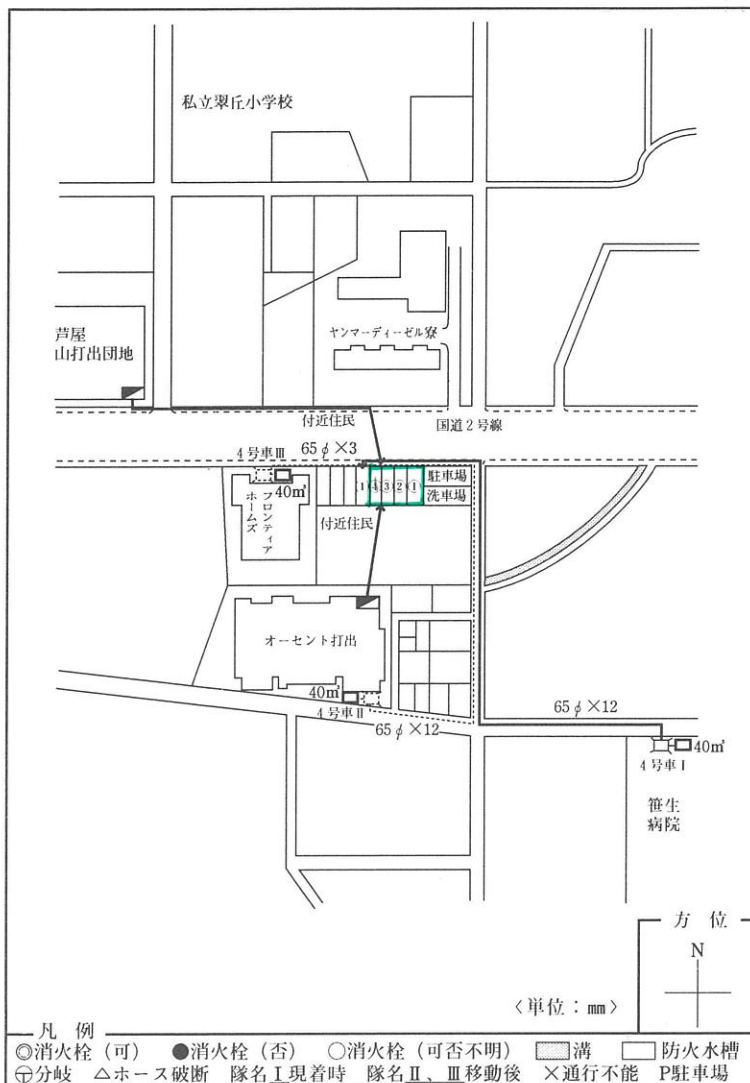 私立翠丘小学校
芦屋
山打出団地
ヤンマーディーゼル寮
付近住民
国道2号線
4号車Ⅲ
65φ×3
40㎥
フロンティア
ホームズ
1 ④ ③ ② ①
駐車場
洗車場
付近住民
オーセント打出
40㎥
4号車Ⅱ
65φ×12
65φ×12
40㎥
4号車Ⅰ
笹生
病院
方位
N
〈単位:mm〉
凡例
◎消火栓(可) ●消火栓(否) ○消火栓(可否不明) 溝 防火水槽
分岐 △ホース破断 隊名Ⅰ現着時 隊名Ⅱ、Ⅲ移動後 ×通行不能 P駐車場